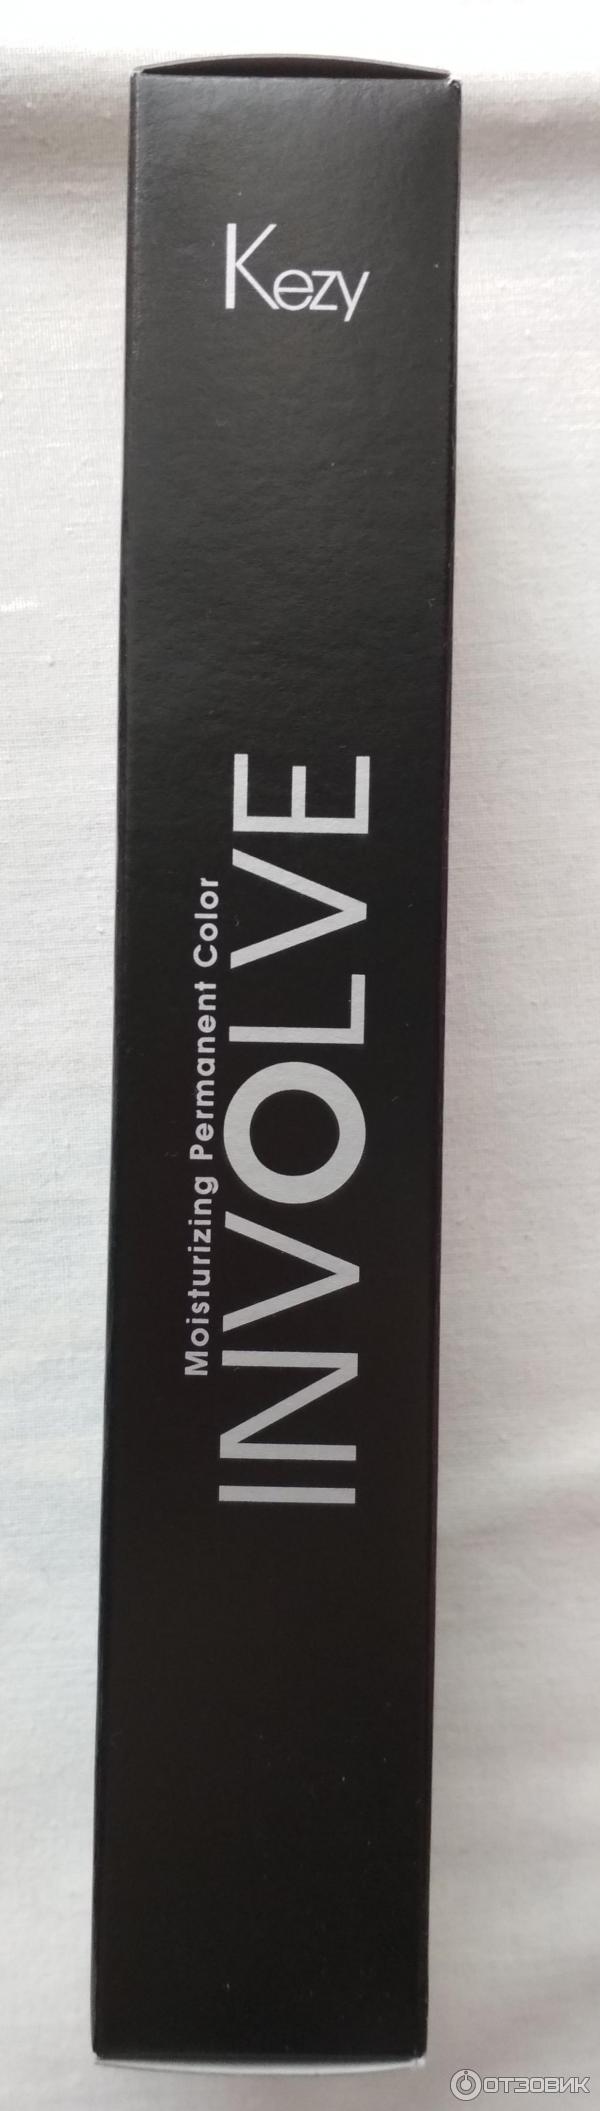 Kezy
Moisturizing Permanent Color
INVOLVE
ОТЗОВИК